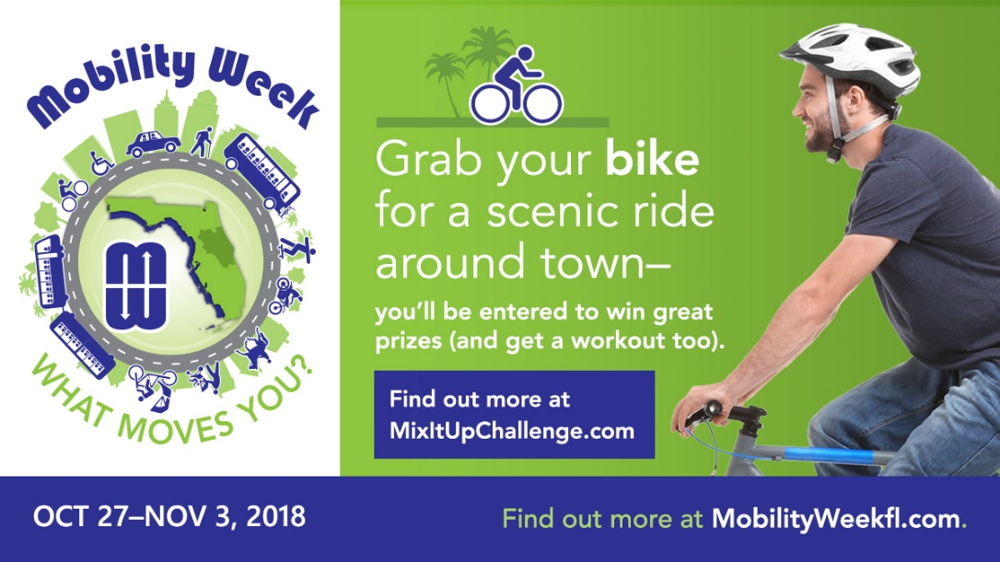 Mobility Week
WHAT MOVES YOU?
Grab your bike
for a scenic ride
around town–
you’ll be entered to win great
prizes (and get a workout too).
Find out more at
MixItUpChallenge.com
OCT 27–NOV 3, 2018
Find out more at MobilityWeekfl.com.